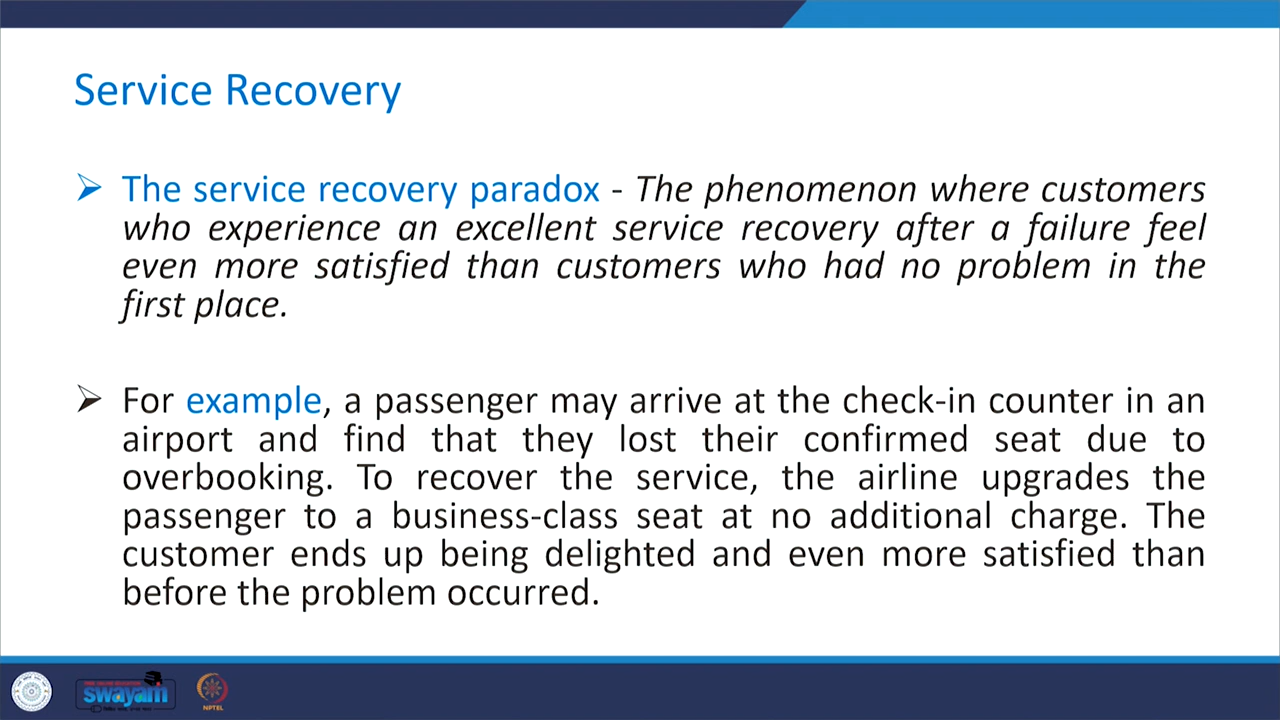 Service Recovery
➢ The service recovery paradox - The phenomenon where customers
who experience an excellent service recovery after a failure feel
even more satisfied than customers who had no problem in the
first place.
➢ For example, a passenger may arrive at the check-in counter in an
airport and find that they lost their confirmed seat due to
overbooking. To recover the service, the airline upgrades the
passenger to a business-class seat at no additional charge. The
customer ends up being delighted and even more satisfied than
before the problem occurred.
swayam
NPTEL